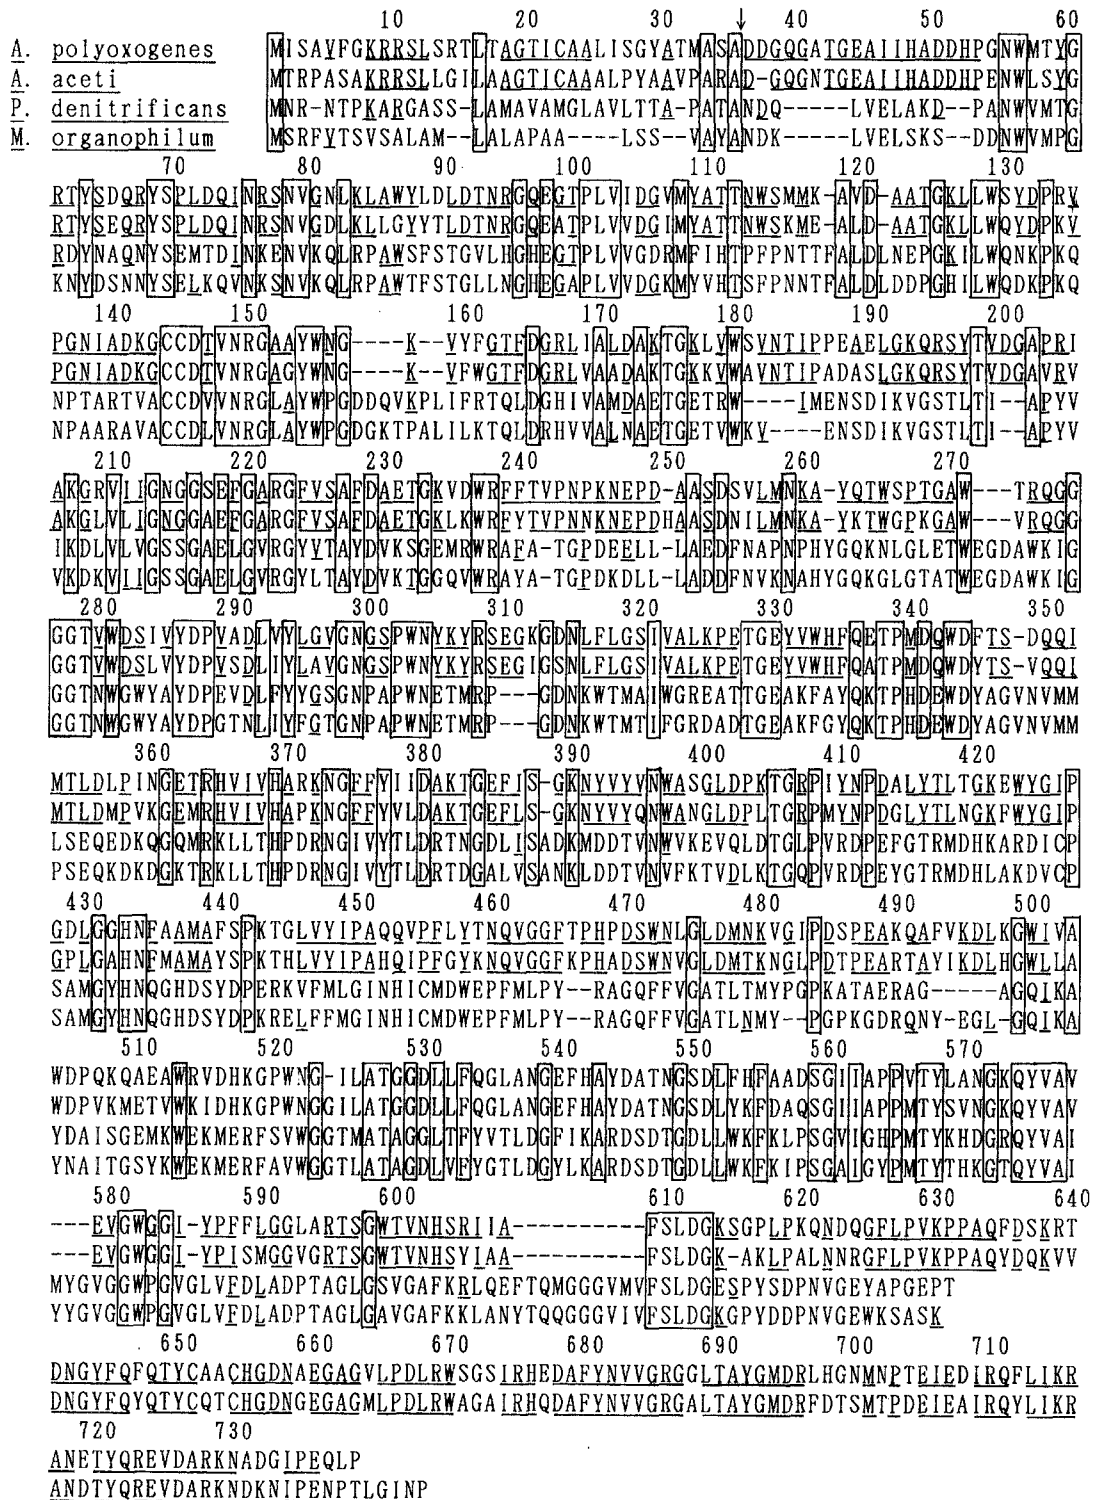 10 20 30 ↓ 40 50 60
A. polyoxogenes MISAVFGKRRSLSRTLTAGTICAALISGYATMASASADDGQGATGEAIIHADDHPGNWMTYG
A. aceti MTRPASAKRRSLLGILAAGTICAAALPYAAVPARAD-GQGNTGEAIIHADDHPENWLSYG
P. denitrificans MNR-NTPKARGASS-LAMAVAMGLAVLTTA-PATANDQ-----LVELAKD--PANWVMTG
M. organophilum MSRFVTSVSALAM--LALAPAA----LSS--VAYANDK-----LVELSKS--DDNWVMPG
70 80 90 100 110 120 130
RTYSDQRYSPLDQINRSNVGNLKLAWYLDLDTNRGQEGTPLVIDGVMYATTNWSMMK-AVD-AATGKLLWSYDPRV
RTYSEQRYSPLDQINRSNVGDLKLLGYYTLDTNRGQEATPLVVDGIMYATTNWSKME-ALD-AATGKLLWQYDPKV
RDYNAQNYSEMTDINKENVKQLRPAWSFSTGVLHGHEGTPLVVGDRMFIHTPFPNTTFALDLNEPGKILWQNKPKQ
KNYDSNNYSELKQVNKSNVKQLRPAWTFSTGLLNGHEGAPLVVDGKMYVHTSFPNNTFALDLDDPGHILWQDKPKQ
140 150 160 170 180 190 200
PGNIADKGCCDTVNRGAAYWNG----K--VYFGTFDGRLIALDAKTGKLVWSVNTIPPEAELGKQRSYTVDGAPRI
PGNIADKGCCDTVNRGAGYWNG----K--VFWGTFDGRLVAADAKTGKKVWAVNTIPADASLGKQRSYTVDGAVRV
NPTARTVACCDVVNRGLAYWPGDDQVKPLIFRTQLDGHIVAMDAETGETRW----IMENSDIKVGSTLTI--APYV
NPAARAVACCDLVNRGLAYWPGDGKTPALILKTQLDRHVVALNAETGETVWKV----ENSDIKVGSTLTI--APYV
210 220 230 240 250 260 270
AKGRVIIGNGGSEFGARGFVSAFDAETGKVDWRFFTVPNPKNEPD-AASDSVLMNKA-YQTWSPTGAW---TRQGG
AKGLVLIGNGGAEFGARGFVSAFDAETGKLKWRFYTVPNNKNEPDHAASDNILMNKA-YKTWGPKGAW---VRQGG
IKDLVLVGSSGAELGVRGYVTAYDVKSGEMRWRAFA-TGPDEELL-LAEDFNAPNPHYGQKNLGLETWEGDAWKIG
VKDKVIIGSSGAELGVRGYLTAYDVKTGGQVWRAYA-TGPDKDLL-LADDFNVKNAHYGQKGLGTATWEGDAWKIG
280 290 300 310 320 330 340 350
GGTVWDSIVYDPVADLVYLGVGNGSPWNYKYRSEGKGDNLFLGSIVALKPETGEYVWHFQETPMDQWDFTS-DQQI
GGTVWDSLVYDPVSDLIYLAVGNGSPWNYKYRSEGIGSNLFLGSIVALKPETGEYVWHFQATPMDQWDYTS-VQQI
GGTNWGWYAYDPEVDLFYYGSGNPAPWNETMRP---GDNKWTMAIWGREATTGEAKFAYQKTPHDEWDYAGVNVMM
GGTNWGWYAYDPGTNLIYFGTGNPAPWNETMRP---GDNKWTMTIFGRDADTGEAKFGYQKTPHDEWDYAGVNVMM
360 370 380 390 400 410 420
MTLDLPINGETRHVIVHARKNGFFYIIDAKTGEFIS-GKNYVYVNWASGLDPKTGRPIYNPDALYTLTGKEWYGIP
MTLDMPVKGEMRHVIVHAPKNGFFYVLDAKTGEFLS-GKNYVYQNWANGLDPLTGRPMYNPDGLYTLNGKFWYGIP
LSEQEDKQGQMRKLLTHPDRNGIVYTLDRTNGDLISADKMDDTVNWVKEVQLDTGLPVRDPEFGTRMDHKARDICP
PSEQKDKDGKTRKLLTHPDRNGIVYTLDRTDGALVSANKLDDTVNVFKTVDLKTGQPVRDPEYGTRMDHLAKDVCP
430 440 450 460 470 480 490 500
GDLGGHNFAAMAFSPKTGLVYIPAQQVPFLYTNQVGGFTPHPDSWNLGLDMNKVGIPDSPEAKQAFVKDLKGWIVA
GPLGAHNFMAMAYSPKTHLVYIPAHQIPFGYKNQVGGFKPHADSWNVGLDMTKNGLPDTPEARTAYIKDLHGWLLA
SAMGYHNQGHDSYDPERKVFMLGINHICMDWEPFMLPY--RAGQFFVGATLTMYPGPKATAERAG-----AGQIKA
SAMGYHNQGHDSYDPKRELFFMGINHICMDWEPFMLPY--RAGQFFVGATLNMY--PGPKGDRQNY-EGL-GQIKA
510 520 530 540 550 560 570
WDPQKQAEAWRVDHKGPWNG-ILATGGDLLFQGLANGEFHAYDATNGSDLFHFAADSGIIAPPVTYLANGKQYVAV
WDPVKMETVWKIDHKGPWNGGILATGGDLLFQGLANGEFHAYDATNGSDLYKFDAQSGIIAPPMTYSVNGKQYVAV
YDAISGEMKWEKMERFSVWGGTMATAGGLTFYVTLDGFIKARDSDTGDLLWKFKLPSGVIGHPMTYKHDGRQYVAI
YNAITGSYKWEKMERFAVWGGTLATAGDLVFYGTLDGYLKARDSDTGDLLWKFKIPSGAIGYPMTYTHKGTQYVAI
580 590 600 610 620 630 640
---EVGWGGI-YPFFLGGLARTSGWTVNHSRIIA----------FSLDGKSGPLPKQNDQGFLPVKPPAQFDSKRT
---EVGWGGI-YPISMGGVGRTSGWTVNHSYIAA----------FSLDGK-AKLPALNNRGFLPVKPPAQYDQKVV
MYGVGGWPGVGLVFDLADPTAGLGSVGAFKRLQEFTQMGGGVMVFSLDGESPYSDPNVGEYAPGEPT
YYGVGGWPGVGLVFDLADPTAGLGAVGAFKKLANYTQQGGGVIVFSLDGKGPYDDPNVGEWKSASK
650 660 670 680 690 700 710
DNGYFQFQTYCAACHGDNAEGAGVLPDLRWSGSIRHEDAFYNVVGRGGLTAYGMDRLHGNMNPTEIEDIRQFLIKR
DNGYFQYQTYCQTCHGDNGEGAGMLPDLRWAGAIRHQDAFYNVVGRGALTAYGMDRFDTSMTPDEIEAIRQYLIKR
720 730
ANETYQREVDARKNADGIPEQLP
ANDTYQREVDARKNDKNIPENPTLGINP